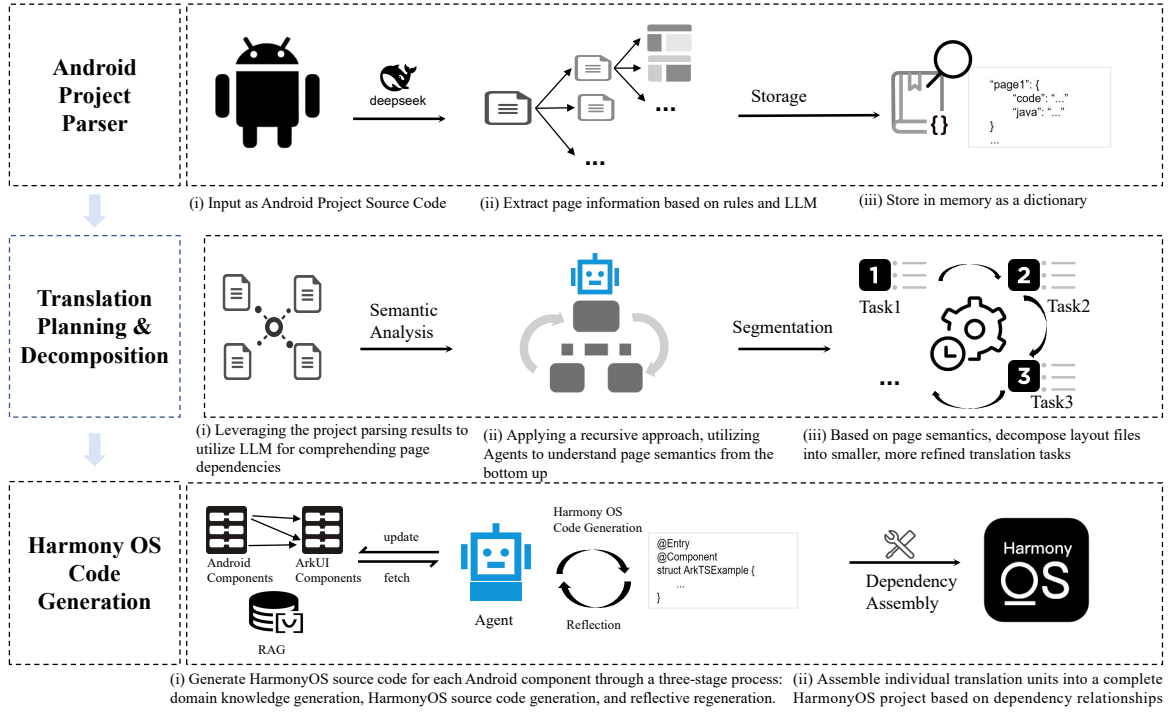 Android
Project
Parser
deepseek
...
Storage
{}
"page1": {
"code": "..."
"java": "..."
}
...
(i) Input as Android Project Source Code
(ii) Extract page information based on rules and LLM
(iii) Store in memory as a dictionary
Translation
Planning &
Decomposition
Semantic
Analysis
Segmentation
1
Task1
2
Task2
3
Task3
...
(i) Leveraging the project parsing results to
utilize LLM for comprehending page
dependencies
(ii) Applying a recursive approach, utilizing
Agents to understand page semantics from the
bottom up
(iii) Based on page semantics, decompose layout files
into smaller, more refined translation tasks
Harmony OS
Code
Generation
Android
Components
ArkUI
Components
RAG
update
fetch
Agent
Harmony OS
Code Generation
Reflection
@Entry
@Component
struct ArkTSExample {
...
}
Dependency
Assembly
Harmony
OS
(i) Generate HarmonyOS source code for each Android component through a three-stage process:
domain knowledge generation, HarmonyOS source code generation, and reflective regeneration.
(ii) Assemble individual translation units into a complete
HarmonyOS project based on dependency relationships